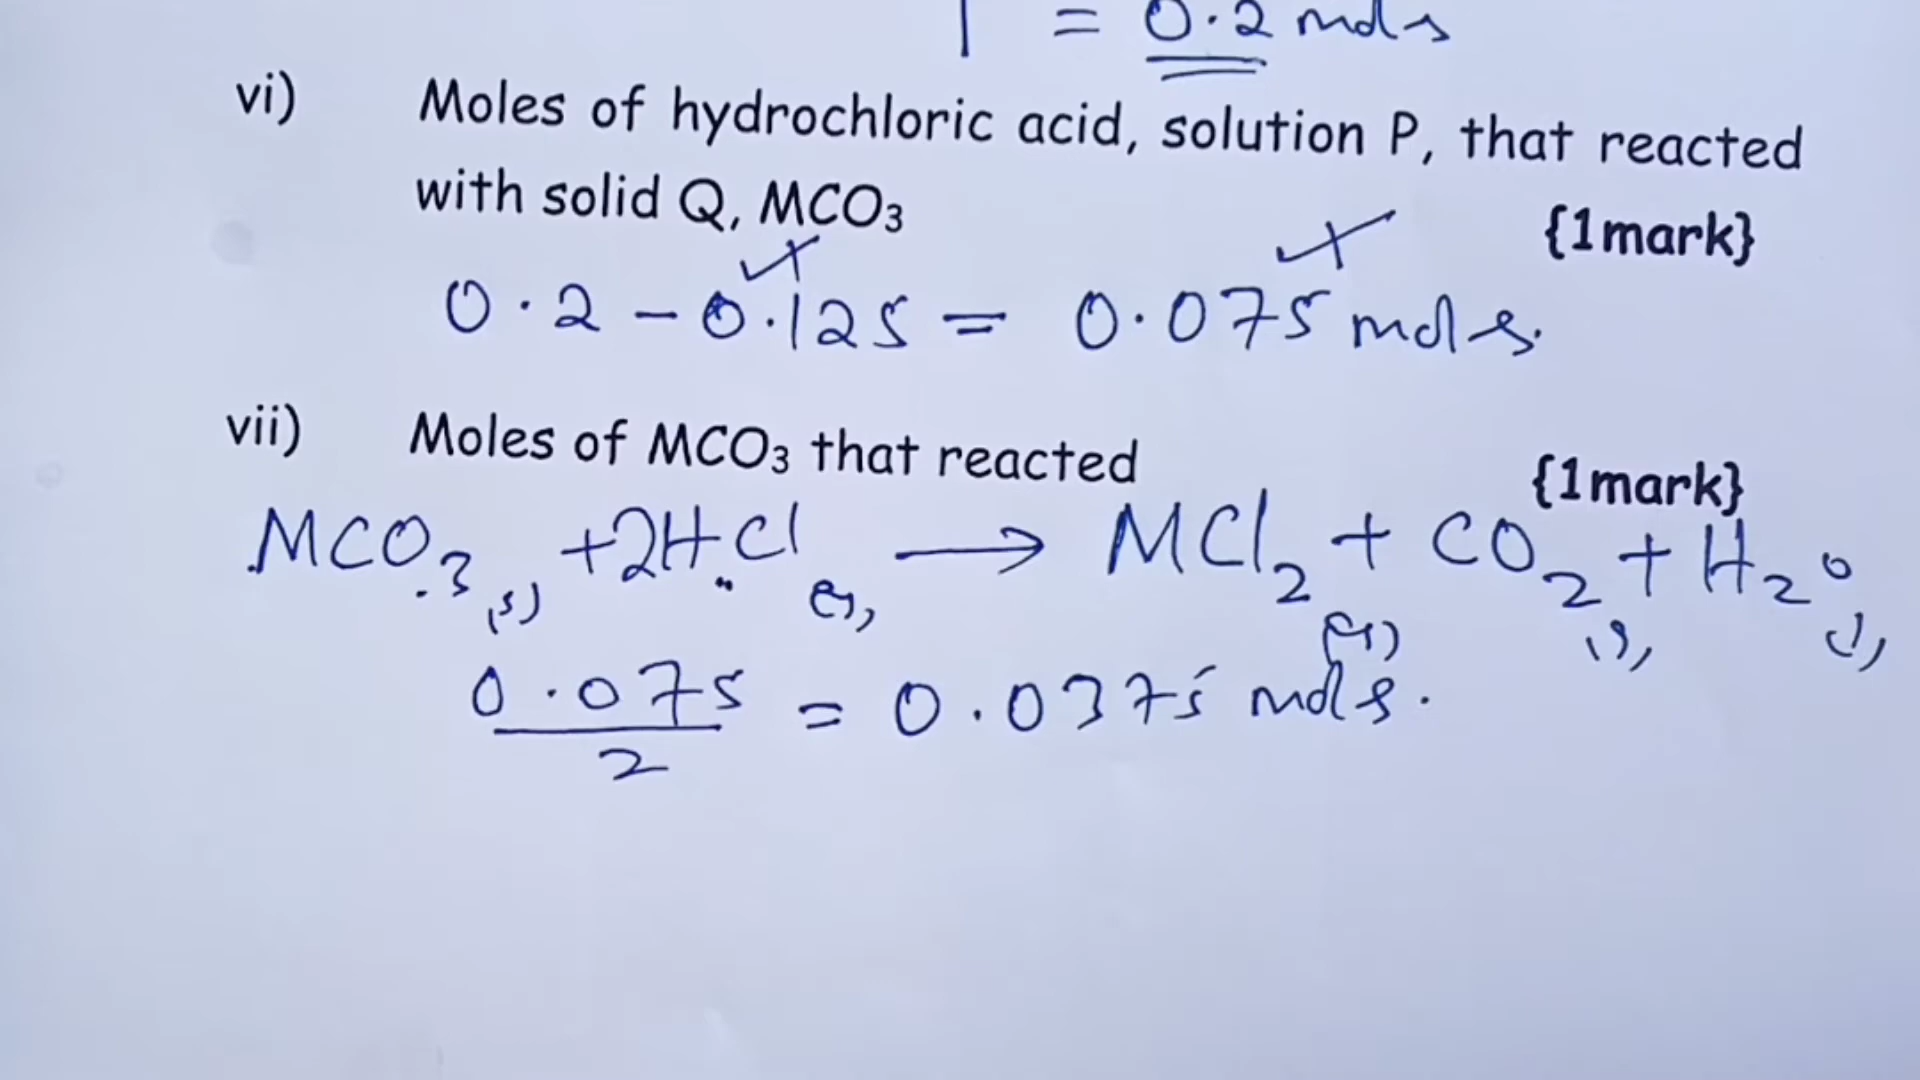 = 0.2 mols
vi) Moles of hydrochloric acid, solution P, that reacted
with solid Q, MCO3
{1mark}
0.2 - 0.125 = 0.075 mols.
vii) Moles of MCO3 that reacted
{1mark}
MCO3(s) + 2HCl(aq) → MCl2(aq) + CO2(g) + H2O(l)
0.075/2 = 0.0375 mols.